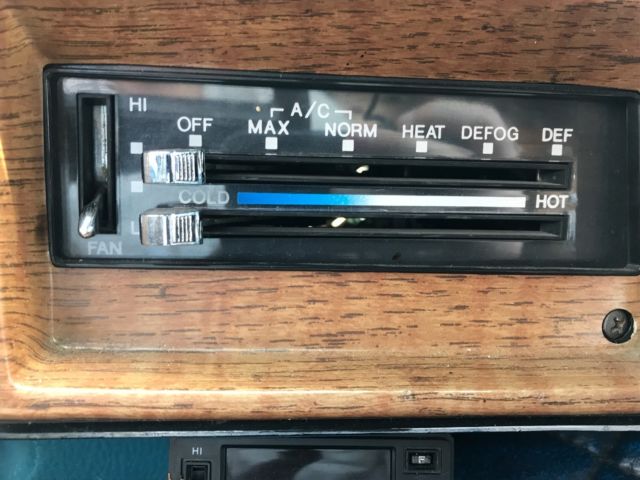 HI
A/C
OFF MAX NORM HEAT DEFOG DEF
COLD HOT
L
FAN
HI